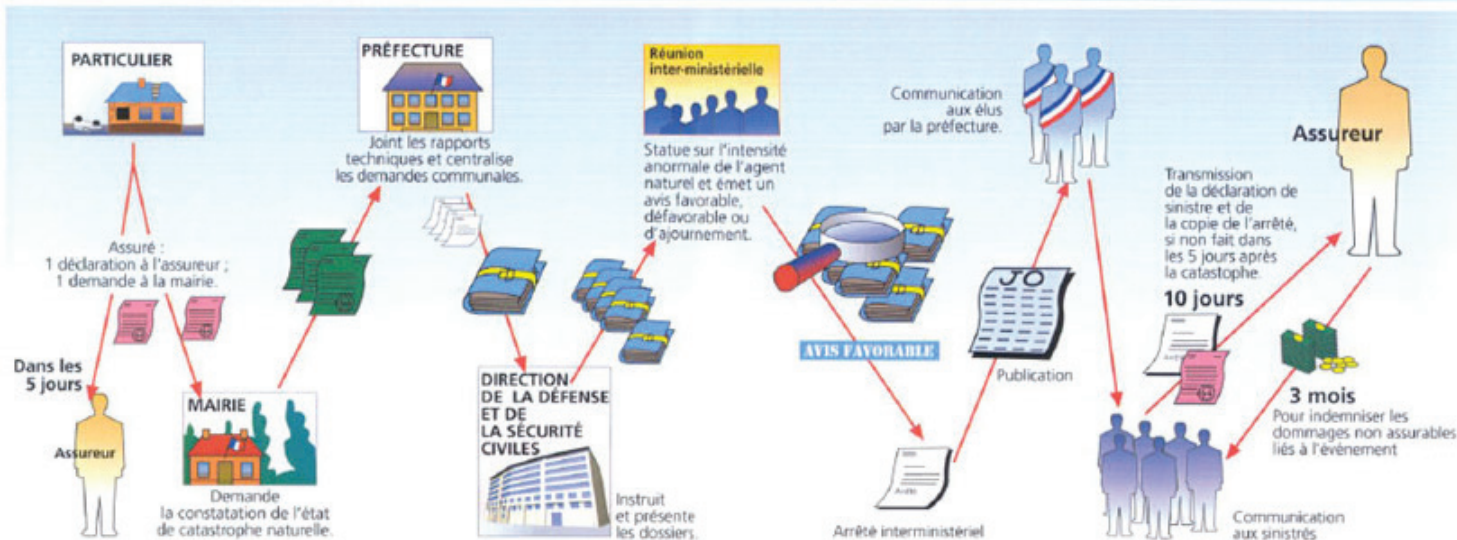 PARTICULIER
Assuré :
1 déclaration à l'assureur ;
1 demande à la mairie.
Dans les
5 jours
Assureur
MAIRIE
Demande
la constatation de l'état
de catastrophe naturelle.
PRÉFECTURE
Joint les rapports
techniques et centralise
les demandes communales.
DIRECTION
DE LA DÉFENSE
ET DE
LA SÉCURITÉ
CIVILES
Instruit
et présente
les dossiers.
Réunion
inter-ministérielle
Statue sur l'intensité
anormale de l'agent
naturel et émet un
avis favorable,
défavorable ou
d'ajournement.
AVIS FAVORABLE
Arrêté interministériel
JO
Publication
Communication
aux élus
par la préfecture.
Communication
aux sinistrés
Transmission
de la déclaration de
sinistre et de
la copie de l'arrêté,
si non fait dans
les 5 jours après
la catastrophe.
10 jours
Assureur
3 mois
Pour indemniser les
dommages non assurables
liés à l'événement